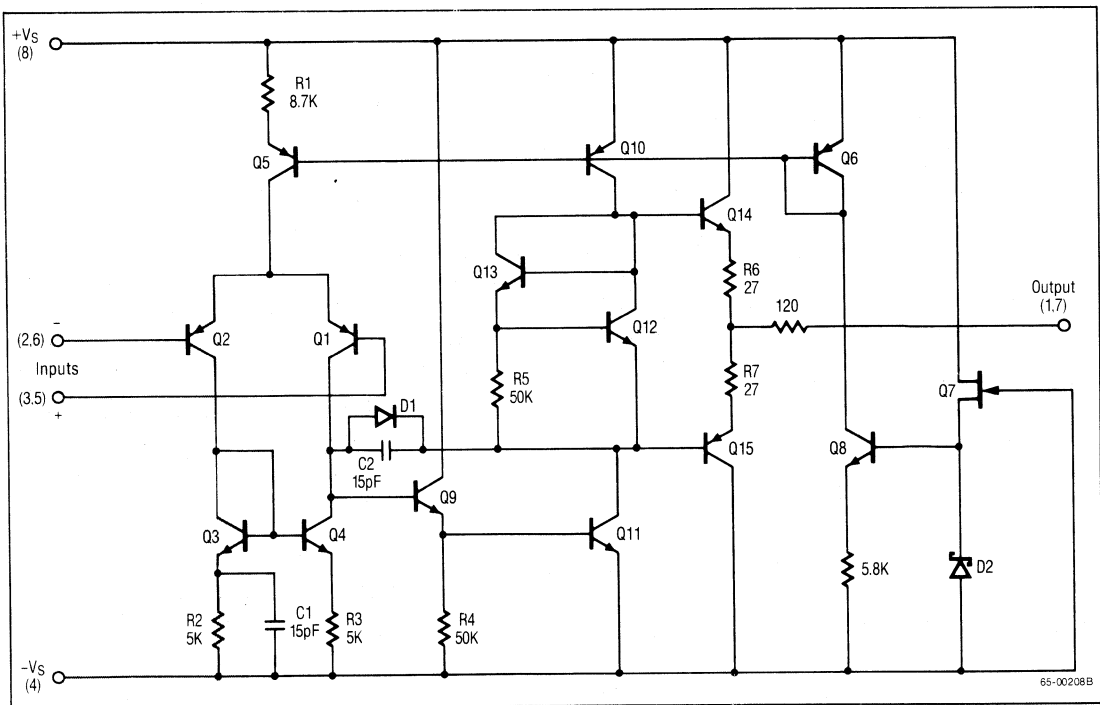 +VS
(8)
R1
8.7K
Q5
Q10
Q6
Q14
Q13
R6
27
Output
(1,7)
120
Q12
(2,6)
−
Q2
Q1
Inputs
(3.5)
+
R5
50K
R7
27
Q7
D1
C2
15pF
Q15
Q8
Q9
Q3
Q4
Q11
5.8K
D2
R2
5K
C1
15pF
R3
5K
R4
50K
−VS
(4)
65-00208B